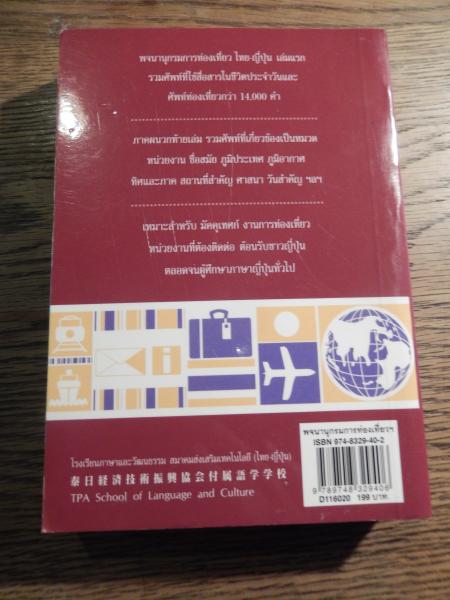 พจนานุกรมการท่องเที่ยว ไทย-ญี่ปุ่น เล่มแรก
รวมศัพท์ที่ใช้สื่อสารในชีวิตประจำวันและ
ศัพท์ท่องเที่ยวกว่า 14,000 คำ
ภาคผนวกท้ายเล่ม รวมศัพท์ที่เกี่ยวข้องเป็นหมวด
หน่วยงาน ชื่อสมัย ภูมิประเทศ ภูมิอากาศ
ทิศและภาค สถานที่สำคัญ ศาสนา วันสำคัญ ฯลฯ
เหมาะสำหรับ มัคคุเทศก์ งานการท่องเที่ยว
หน่วยงานที่ต้องติดต่อ ต้อนรับชาวญี่ปุ่น
ตลอดจนผู้ศึกษาภาษาญี่ปุ่นทั่วไป
i
พจนานุกรมการท่องเที่ยวฯ
ISBN 974-8329-40-2
9 789748 329406
D116020 199 บาท.
โรงเรียนภาษาและวัฒนธรรม สมาคมส่งเสริมเทคโนโลยี (ไทย-ญี่ปุ่น)
泰日経済技術振興協会付属語学学校
TPA School of Language and Culture